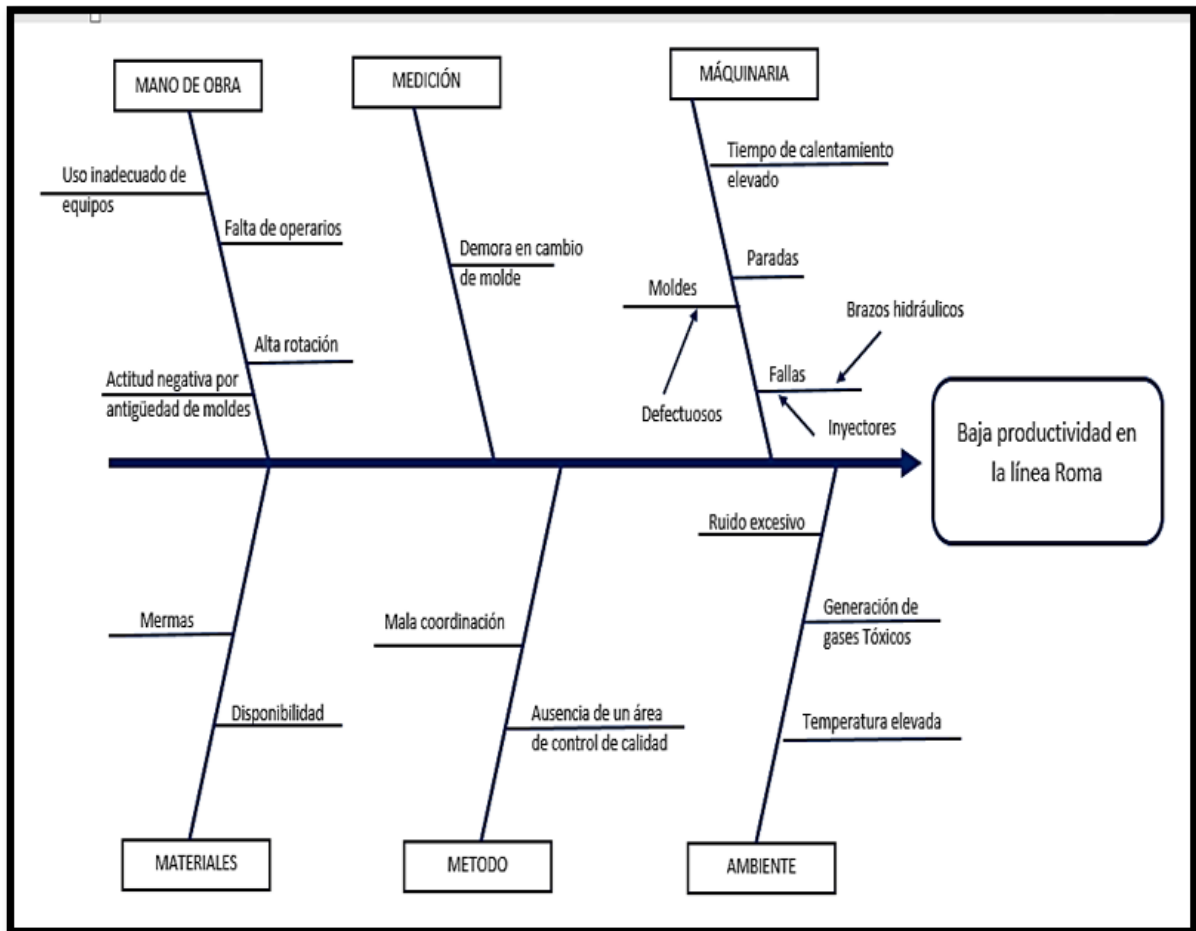 MANO DE OBRA
MEDICIÓN
MÁQUINARIA
Uso inadecuado de
equipos
Falta de operarios
Alta rotación
Actitud negativa por
antigüedad de moldes
Demora en cambio
de molde
Tiempo de calentamiento
elevado
Paradas
Moldes
Brazos hidráulicos
Fallas
Defectuosos
Inyectores
Baja productividad en
la línea Roma
Mermas
Disponibilidad
Mala coordinación
Ausencia de un área
de control de calidad
Ruido excesivo
Generación de
gases Tóxicos
Temperatura elevada
MATERIALES
METODO
AMBIENTE